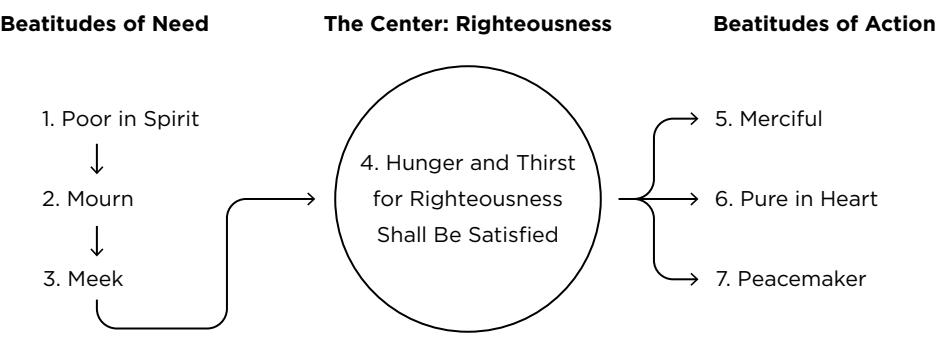 Beatitudes of Need
The Center: Righteousness
Beatitudes of Action
1. Poor in Spirit
2. Mourn
3. Meek
4. Hunger and Thirst
for Righteousness
Shall Be Satisfied
5. Merciful
6. Pure in Heart
7. Peacemaker